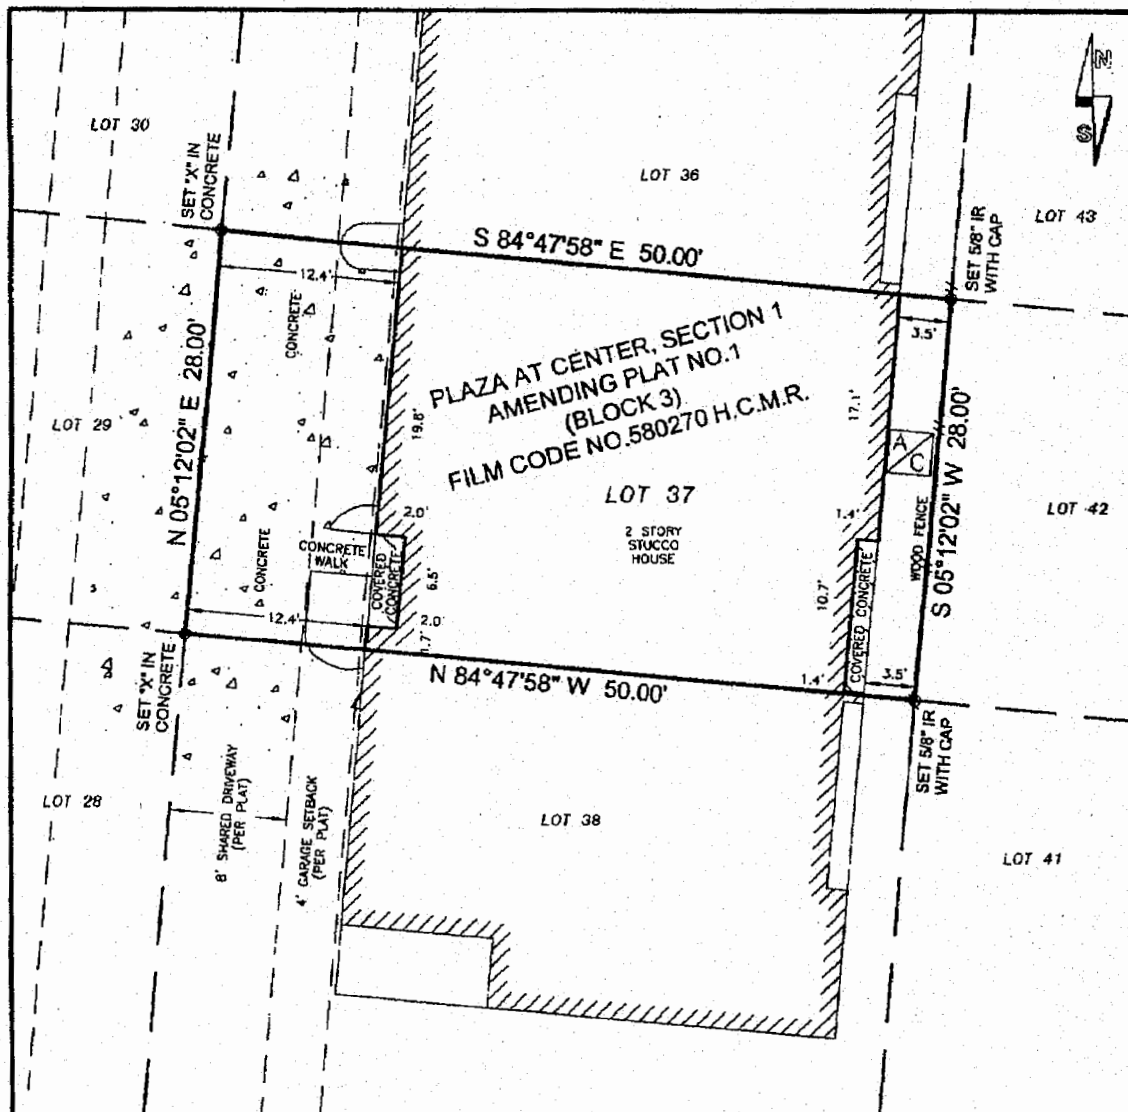 N
S
LOT 30
SET "X" IN
CONCRETE
LOT 36
LOT 43
SET 5/8" IR
WITH CAP
S 84°47'58" E 50.00'
12.4'
CONCRETE
3.5'
N 05°12'02" E 28.00'
PLAZA AT CENTER, SECTION 1
AMENDING PLAT NO.1
(BLOCK 3)
FILM CODE NO.580270 H.C.M.R.
LOT 29
19.8'
17.1'
A/C
LOT 37
2 STORY
STUCCO
HOUSE
2.0'
1.4'
WOOD FENCE
S 05°12'02" W 28.00'
LOT 42
CONCRETE
CONCRETE
WALK
COVERED
CONCRETE
6.5'
10.7'
COVERED CONCRETE
12.4'
2.0'
1.7'
N 84°47'58" W 50.00'
1.4'
3.5'
SET "X" IN
CONCRETE
SET 5/8" IR
WITH CAP
LOT 28
8' SHARED DRIVEWAY
(PER PLAT)
4' GARAGE SETBACK
(PER PLAT)
LOT 38
LOT 41